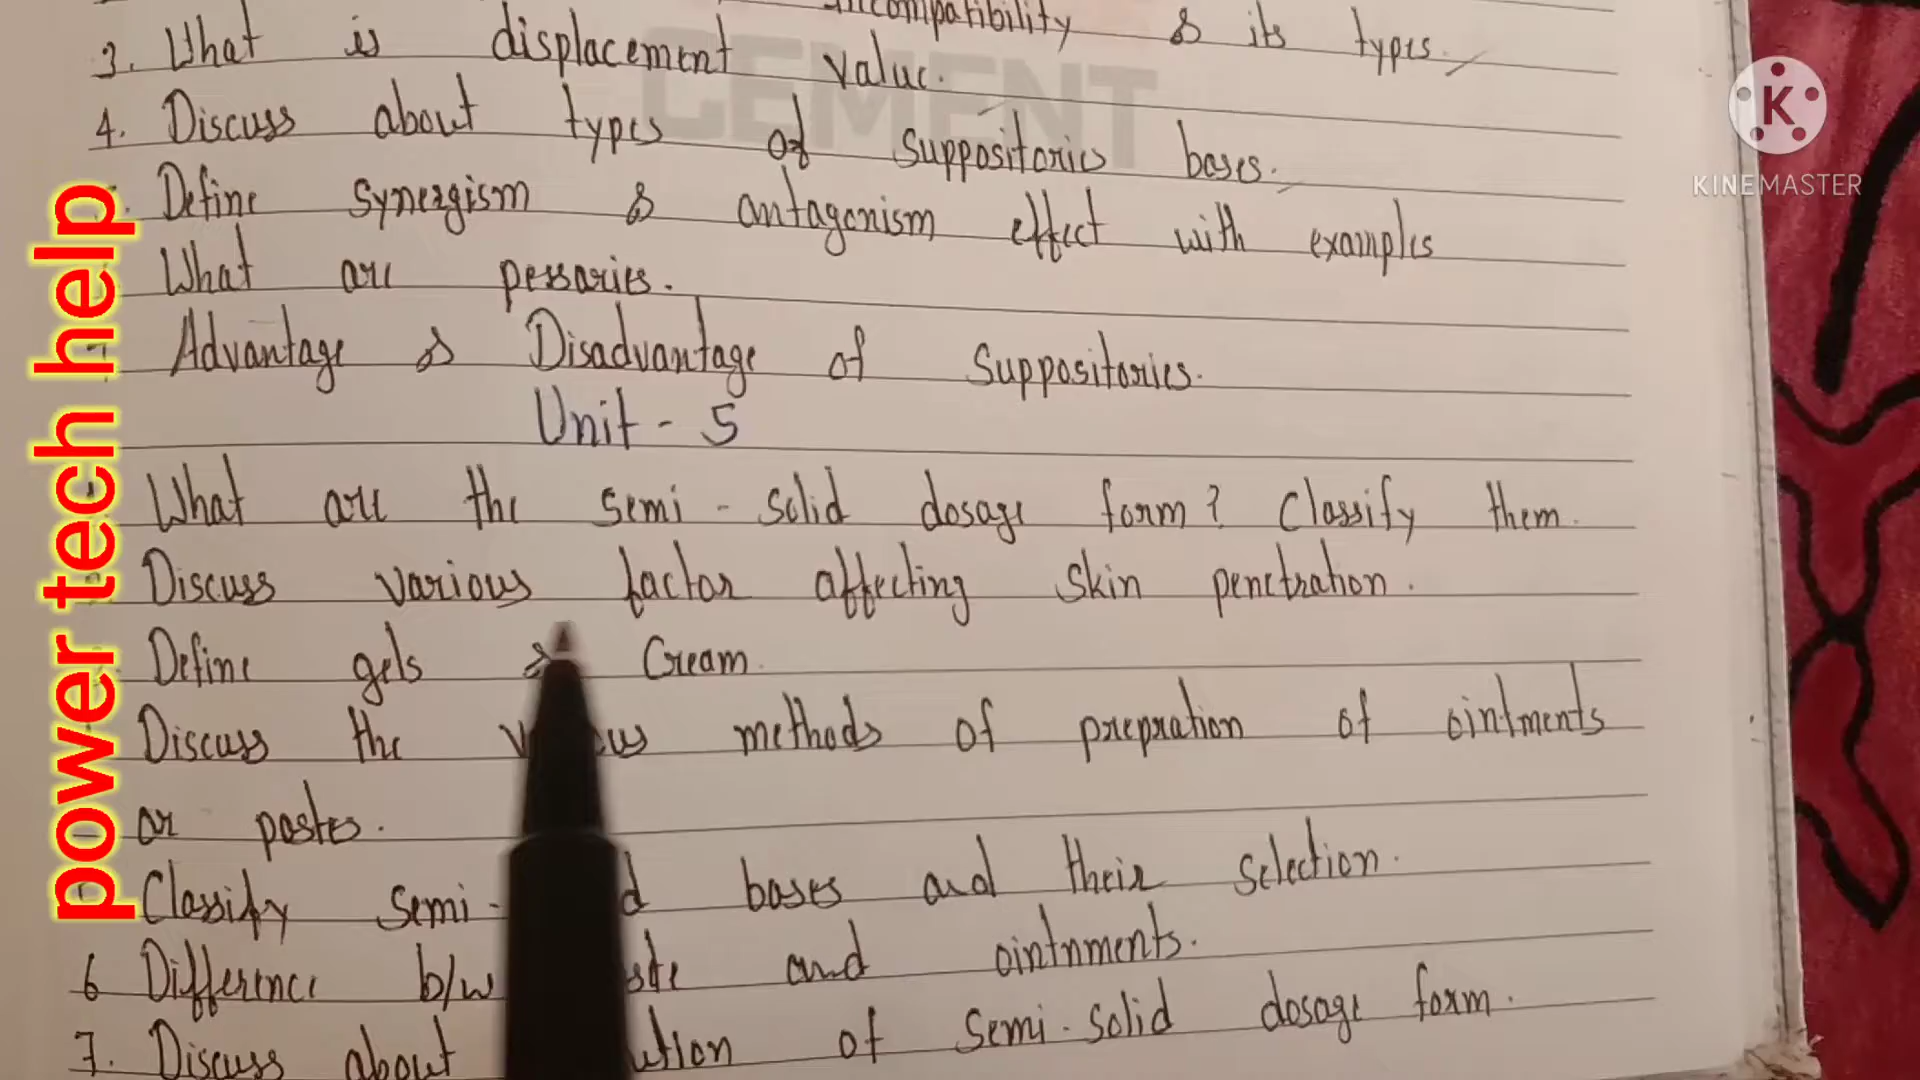 incompatibility & its types.
3. What is displacement value.
CEMENT
4. Discuss about types of suppositories bases.
Define synergism & antagonism effect with examples
What are pessaries.
7 Advantage & Disadvantage of Suppositories.
Unit - 5
What are the semi-solid dosage form? Classify them.
Discuss various factor affecting skin penetration.
Define gels & Cream.
Discuss the methods of prepration of ointments
or pastes.
Classify semi- bases and their selection.
6 Difference b/w and ointnments.
7. Discuss about of semi-solid dosage form.
power tech help
K
KINEMASTER